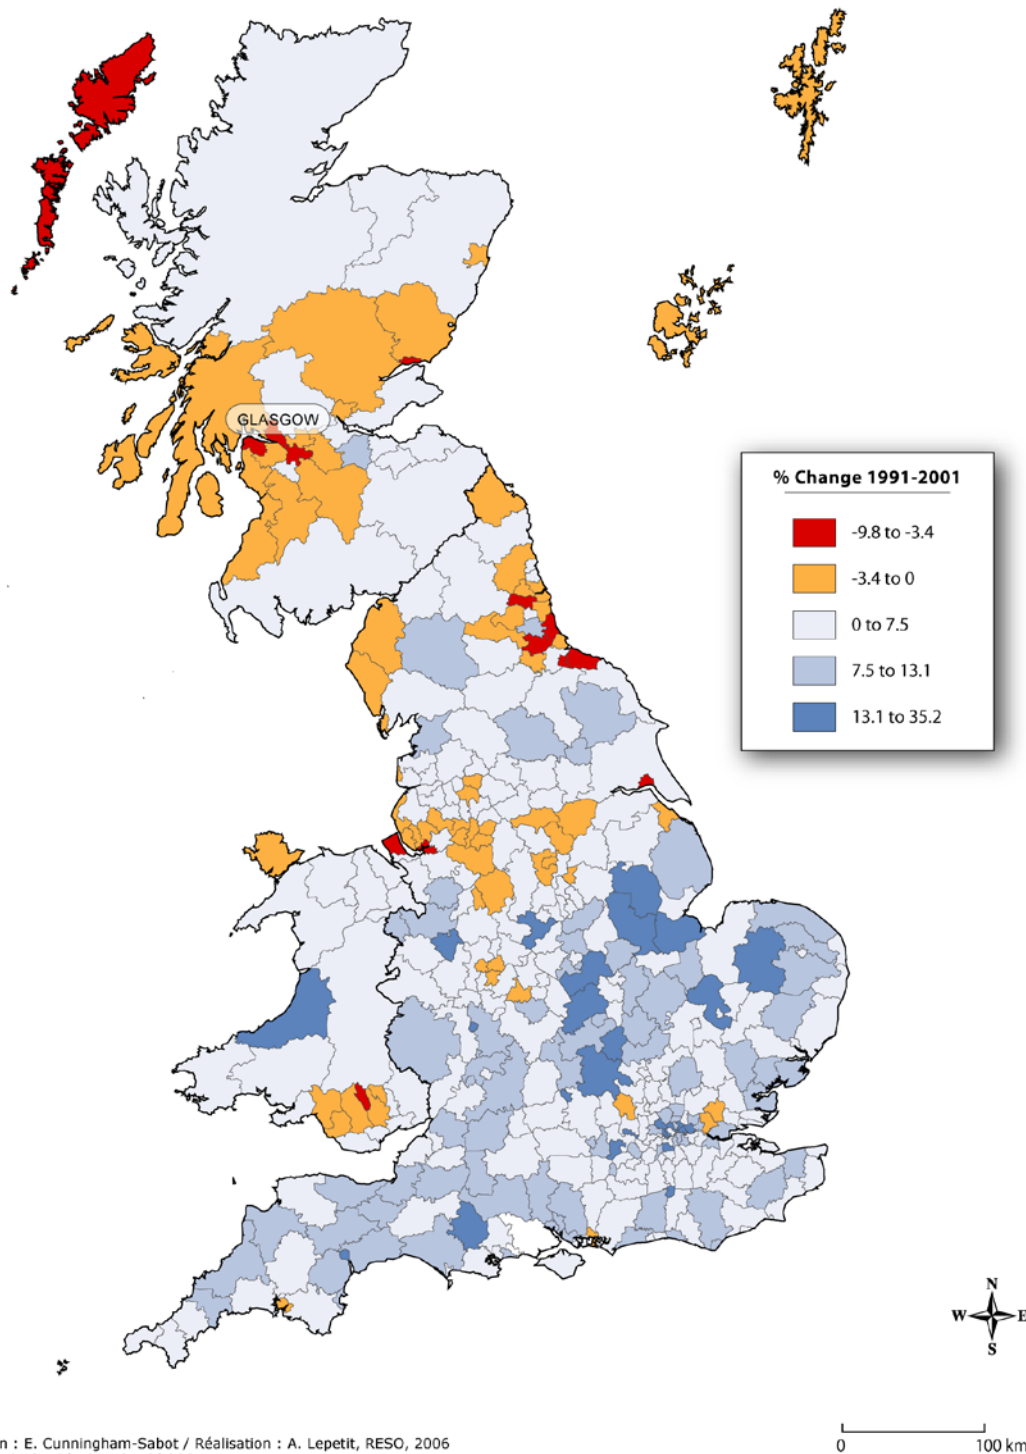 GLASGOW
% Change 1991-2001
-9.8 to -3.4
-3.4 to 0
0 to 7.5
7.5 to 13.1
13.1 to 35.2
N
W E
S
n : E. Cunningham-Sabot / Réalisation : A. Lepetit, RESO, 2006
0 100 km